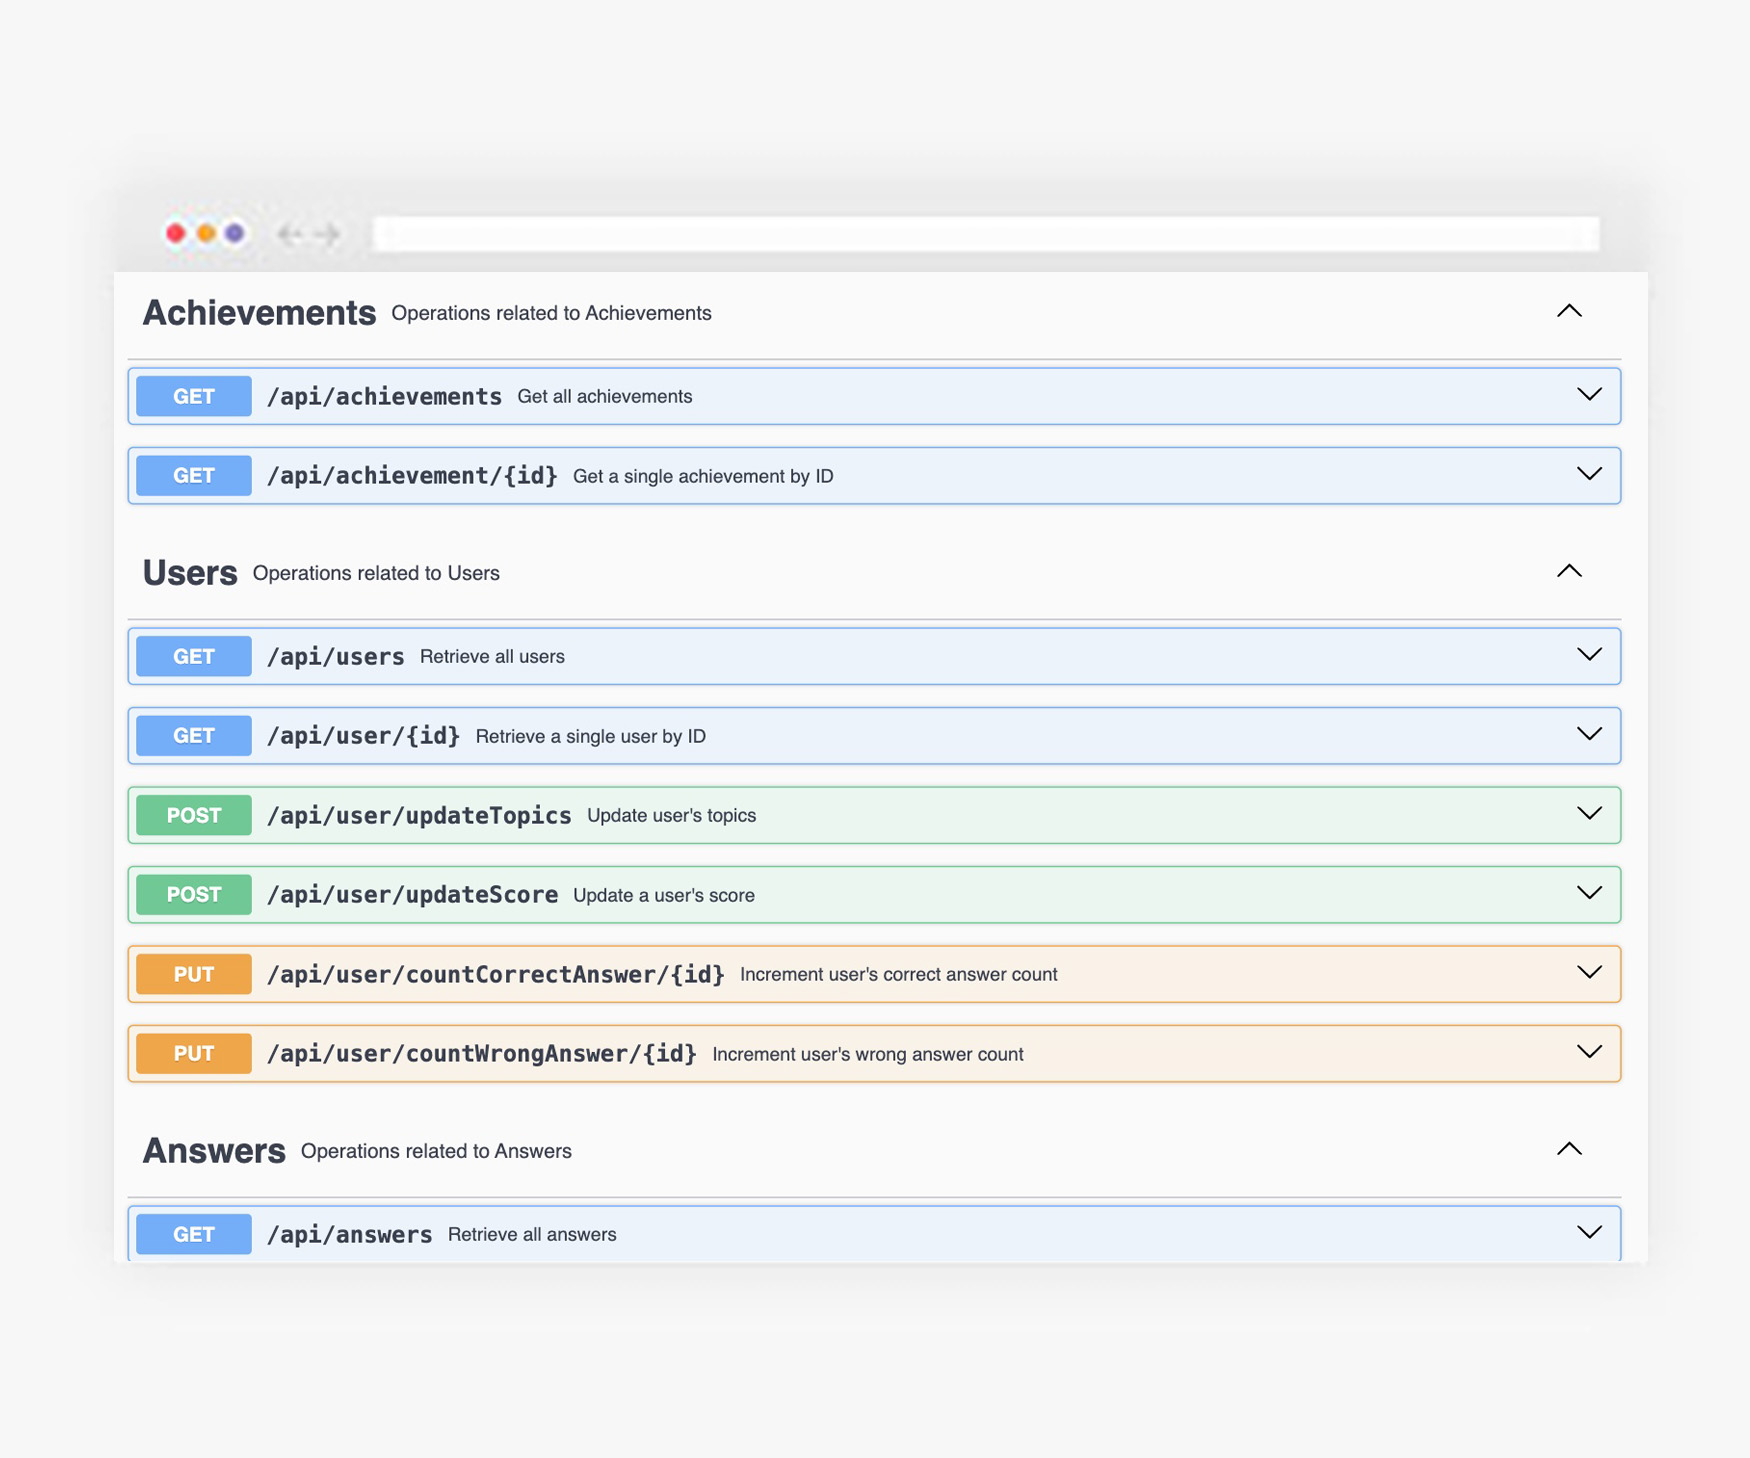 Achievements Operations related to Achievements
GET /api/achievements Get all achievements
GET /api/achievement/{id} Get a single achievement by ID
Users Operations related to Users
GET /api/users Retrieve all users
GET /api/user/{id} Retrieve a single user by ID
POST /api/user/updateTopics Update user's topics
POST /api/user/updateScore Update a user's score
PUT /api/user/countCorrectAnswer/{id} Increment user's correct answer count
PUT /api/user/countWrongAnswer/{id} Increment user's wrong answer count
Answers Operations related to Answers
GET /api/answers Retrieve all answers